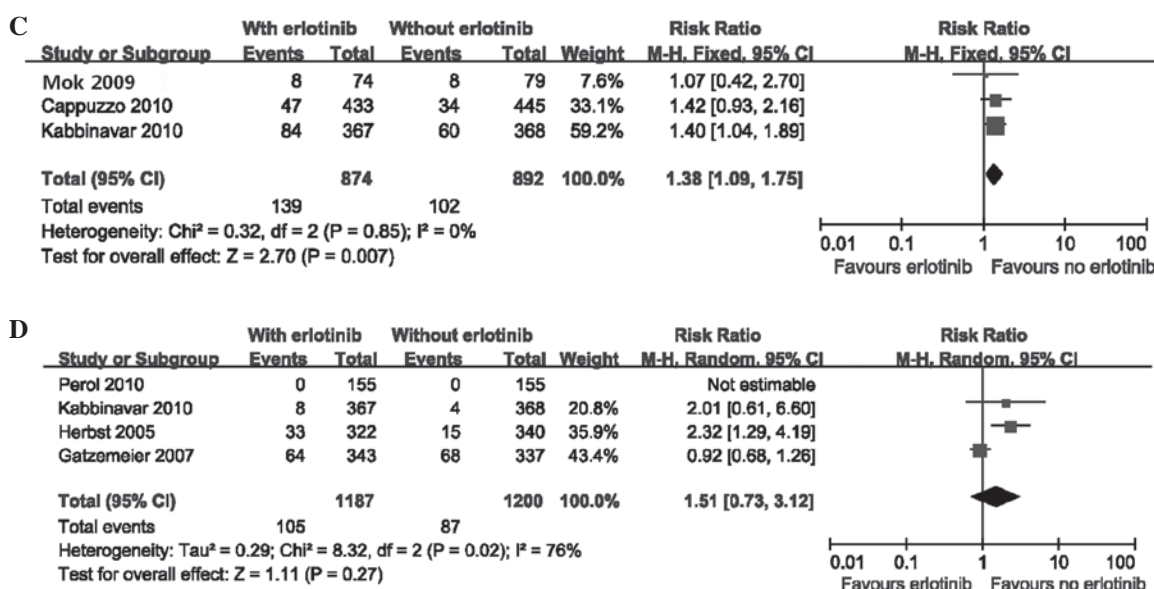 C
Wth erlotinib Wthout erlotinib Risk Ratio Risk Ratio
Study or Subgroup Events Total Events Total Weight M-H, Fixed, 95% CI M-H, Fixed, 95% CI
Mok 2009 8 74 8 79 7.6% 1.07 [0.42, 2.70]
Cappuzzo 2010 47 433 34 445 33.1% 1.42 [0.93, 2.16]
Kabbinavar 2010 84 367 60 368 59.2% 1.40 [1.04, 1.89]
Total (95% CI) 874 892 100.0% 1.38 [1.09, 1.75]
Total events 139 102
Heterogeneity: Chi² = 0.32, df = 2 (P = 0.85); I² = 0%
Test for overall effect: Z = 2.70 (P = 0.007)
0.01 0.1 1 10 100
Favours erlotinib Favours no erlotinib
D
With erlotinib Without erlotinib Risk Ratio Risk Ratio
Study or Subgroup Events Total Events Total Weight M-H, Random, 95% CI M-H, Random, 95% CI
Perol 2010 0 155 0 155 Not estimable
Kabbinavar 2010 8 367 4 368 20.8% 2.01 [0.61, 6.60]
Herbst 2005 33 322 15 340 35.9% 2.32 [1.29, 4.19]
Gatzemeier 2007 64 343 68 337 43.4% 0.92 [0.68, 1.26]
Total (95% CI) 1187 1200 100.0% 1.51 [0.73, 3.12]
Total events 105 87
Heterogeneity: Tau² = 0.29; Chi² = 8.32, df = 2 (P = 0.02); I² = 76%
Test for overall effect: Z = 1.11 (P = 0.27)
0.01 0.1 1 10 100
Favours erlotinib Favours no erlotinib